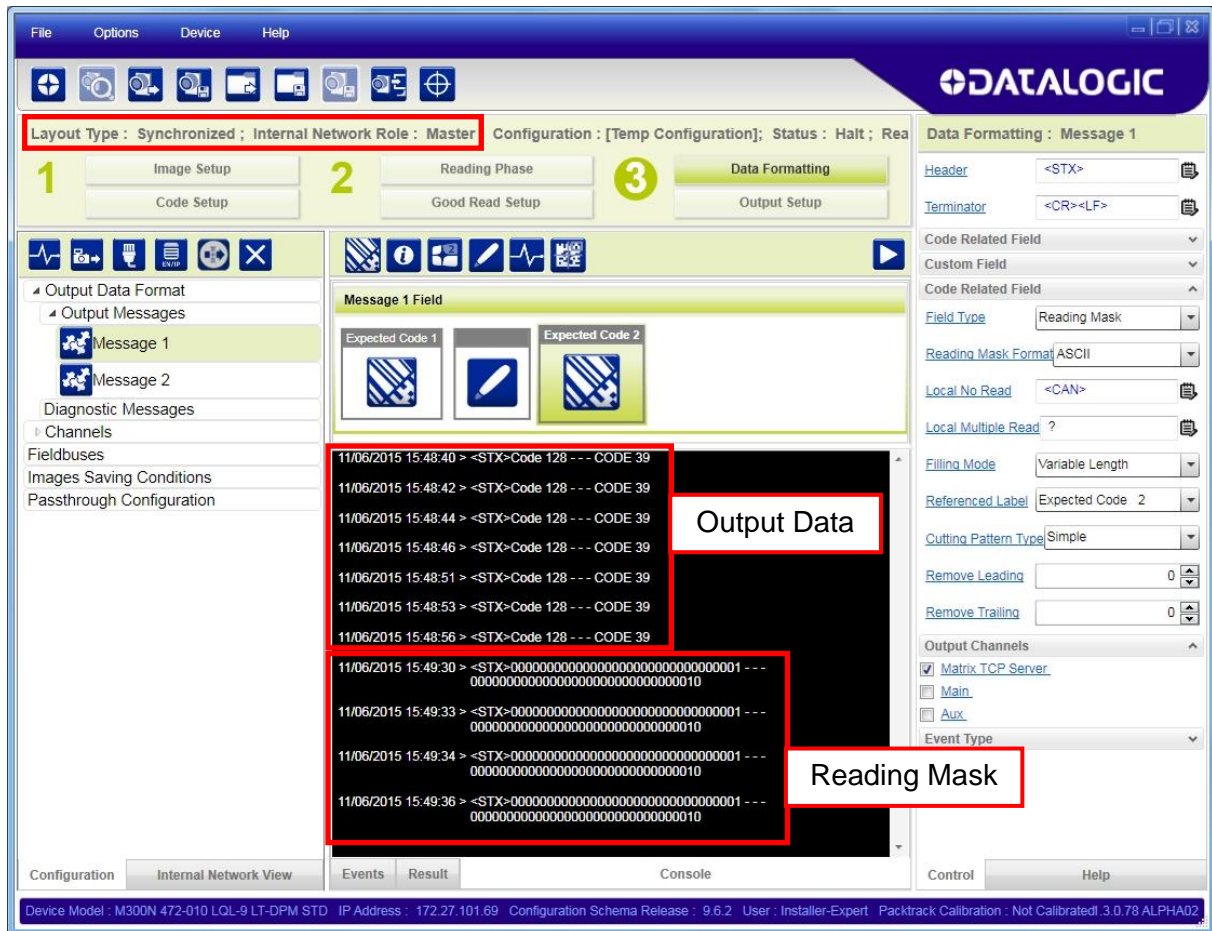 File Options Device Help
DATALOGIC
Layout Type : Synchronized ; Internal Network Role : Master Configuration : [Temp Configuration]; Status : Halt ; Rea
1 Image Setup
Code Setup
2 Reading Phase
Good Read Setup
3 Data Formatting
Output Setup
EN/IP
Output Data Format
Output Messages
Message 1
Message 2
Diagnostic Messages
Channels
Fieldbuses
Images Saving Conditions
Passthrough Configuration
Configuration Internal Network View
Message 1 Field
Expected Code 1
Expected Code 2
11/06/2015 15:48:40 > <STX>Code 128 - - - CODE 39
11/06/2015 15:48:42 > <STX>Code 128 - - - CODE 39
11/06/2015 15:48:44 > <STX>Code 128 - - - CODE 39
11/06/2015 15:48:46 > <STX>Code 128 - - - CODE 39
11/06/2015 15:48:51 > <STX>Code 128 - - - CODE 39
11/06/2015 15:48:53 > <STX>Code 128 - - - CODE 39
11/06/2015 15:48:56 > <STX>Code 128 - - - CODE 39
Output Data
11/06/2015 15:49:30 > <STX>00000000000000000000000000000001 - - -
00000000000000000000000000000010
11/06/2015 15:49:33 > <STX>00000000000000000000000000000001 - - -
00000000000000000000000000000010
11/06/2015 15:49:34 > <STX>00000000000000000000000000000001 - - -
00000000000000000000000000000010
11/06/2015 15:49:36 > <STX>00000000000000000000000000000001 - - -
00000000000000000000000000000010
Reading Mask
Events Result Console
Data Formatting : Message 1
Header <STX>
Terminator <CR><LF>
Code Related Field
Custom Field
Code Related Field
Field Type Reading Mask
Reading Mask Format ASCII
Local No Read <CAN>
Local Multiple Read ?
Filling Mode Variable Length
Referenced Label Expected Code 2
Cutting Pattern Type Simple
Remove Leading 0
Remove Trailing 0
Output Channels
Matrix TCP Server
Main
Aux
Event Type
Control Help
Device Model : M300N 472-010 LQL-9 LT-DPM STD IP Address : 172.27.101.69 Configuration Schema Release : 9.6.2 User : Installer-Expert Packtrack Calibration : Not Calibrated!.3.0.78 ALPHA02